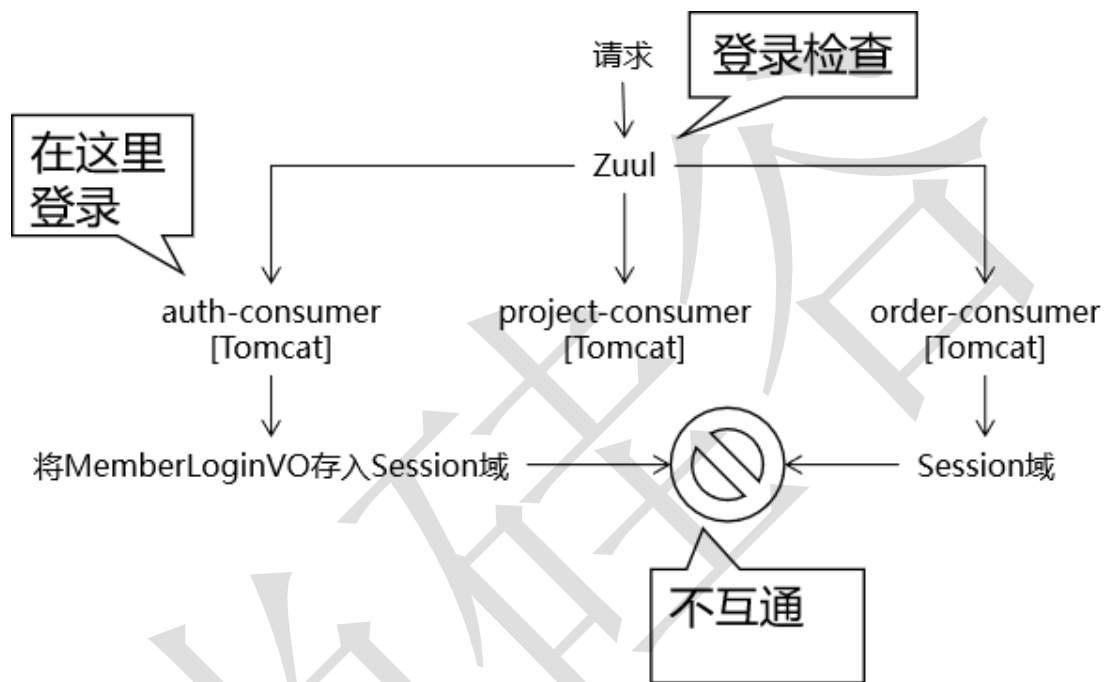 请求
登录检查
在这里
登录
Zuul
auth-consumer
[Tomcat]
project-consumer
[Tomcat]
order-consumer
[Tomcat]
将MemberLoginVO存入Session域
Session域
不互通